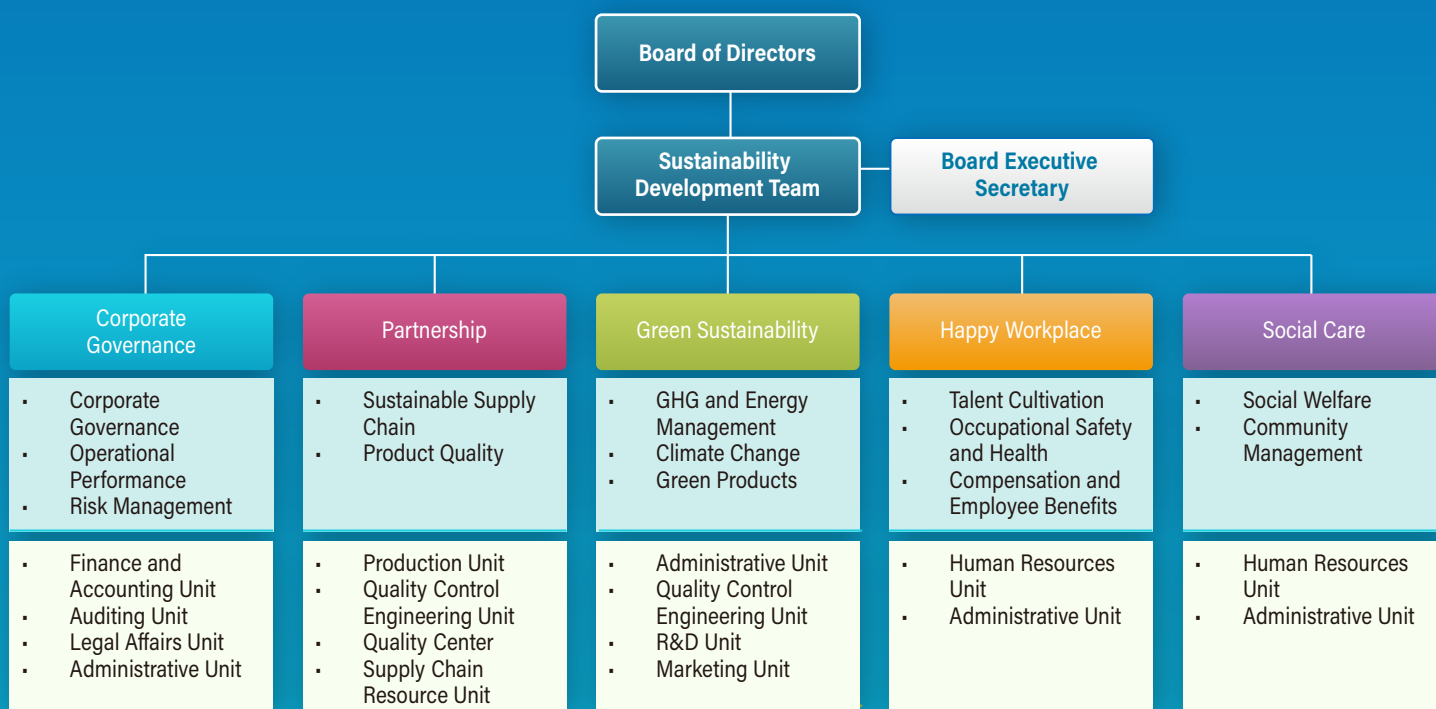 Board of Directors
Sustainability
Development Team
Board Executive
Secretary
Corporate
Governance
Partnership
Green Sustainability
Happy Workplace
Social Care
· Corporate
Governance
· Operational
Performance
· Risk Management
· Sustainable Supply
Chain
· Product Quality
· GHG and Energy
Management
· Climate Change
· Green Products
· Talent Cultivation
· Occupational Safety
and Health
· Compensation and
Employee Benefits
· Social Welfare
· Community
Management
· Finance and
Accounting Unit
· Auditing Unit
· Legal Affairs Unit
· Administrative Unit
· Production Unit
· Quality Control
Engineering Unit
· Quality Center
· Supply Chain
Resource Unit
· Administrative Unit
· Quality Control
Engineering Unit
· R&D Unit
· Marketing Unit
· Human Resources
Unit
· Administrative Unit
· Human Resources
Unit
· Administrative Unit